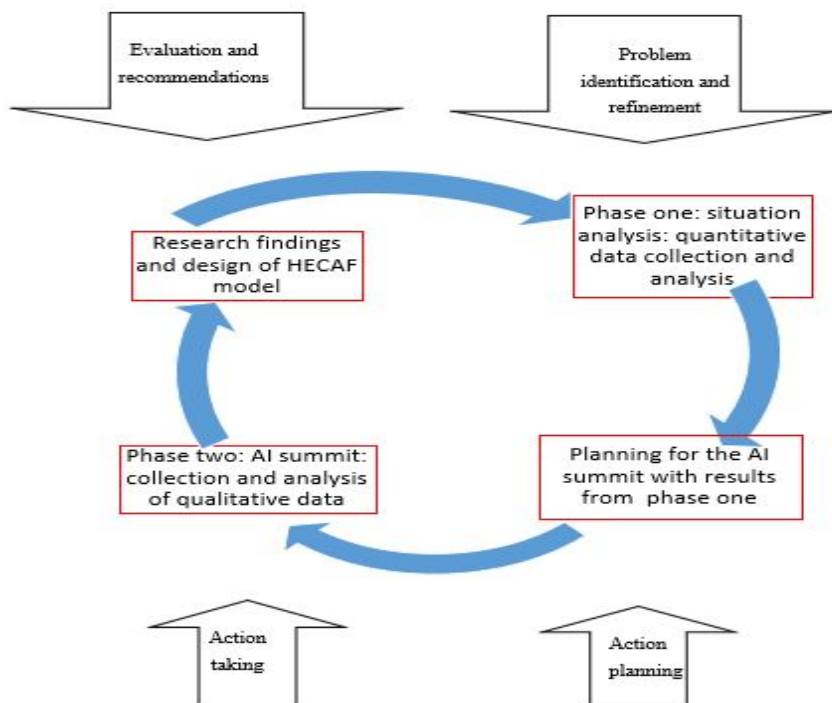 Evaluation and
recommendations
Problem
identification and
refinement
Research findings
and design of HECAF
model
Phase one: situation
analysis: quantitative
data collection and
analysis
Phase two: AI summit:
collection and analysis
of qualitative data
Planning for the AI
summit with results
from phase one
Action
taking
Action
planning